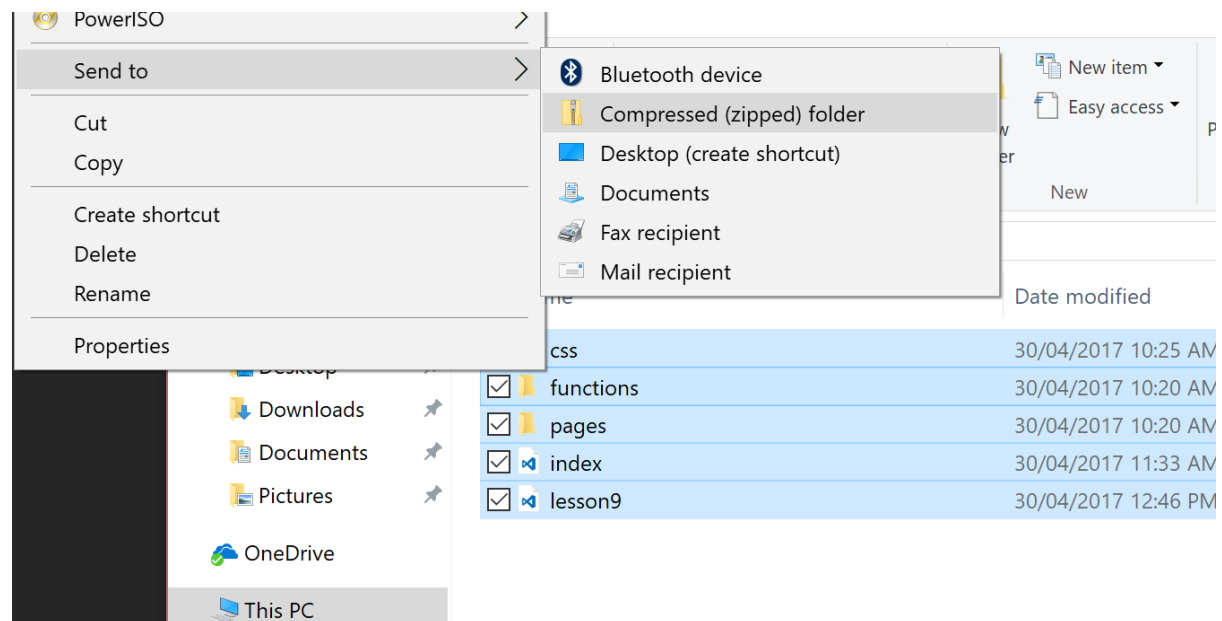 PowerISO
Send to
Cut
Copy
Create shortcut
Delete
Rename
Properties
Bluetooth device
Compressed (zipped) folder
Desktop (create shortcut)
Documents
Fax recipient
Mail recipient
New item
Easy access
New
Date modified
css 30/04/2017 10:25 AM
functions 30/04/2017 10:20 AM
pages 30/04/2017 10:20 AM
index 30/04/2017 11:33 AM
lesson9 30/04/2017 12:46 PM
Desktop
Downloads
Documents
Pictures
OneDrive
This PC